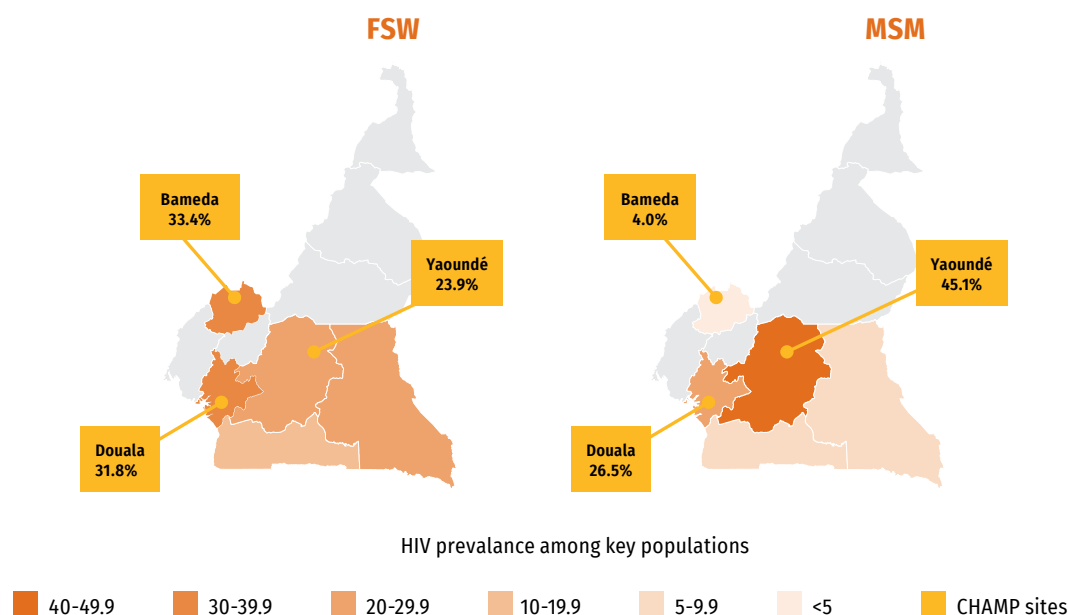 FSW
MSM
Bameda
33.4%
Yaoundé
23.9%
Douala
31.8%
Bameda
4.0%
Yaoundé
45.1%
Douala
26.5%
HIV prevalance among key populations
40-49.9
30-39.9
20-29.9
10-19.9
5-9.9
<5
CHAMP sites